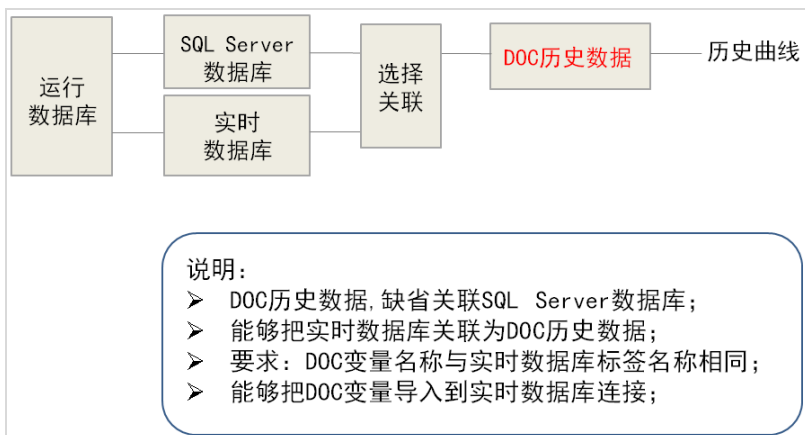 运行
数据库
SQL Server
数据库
实时
数据库
选择
关联
DOC历史数据
历史曲线
说明:
➢ DOC历史数据,缺省关联SQL Server数据库;
➢ 能够把实时数据库关联为DOC历史数据;
➢ 要求: DOC变量名称与实时数据库标签名称相同;
➢ 能够把DOC变量导入到实时数据库连接;